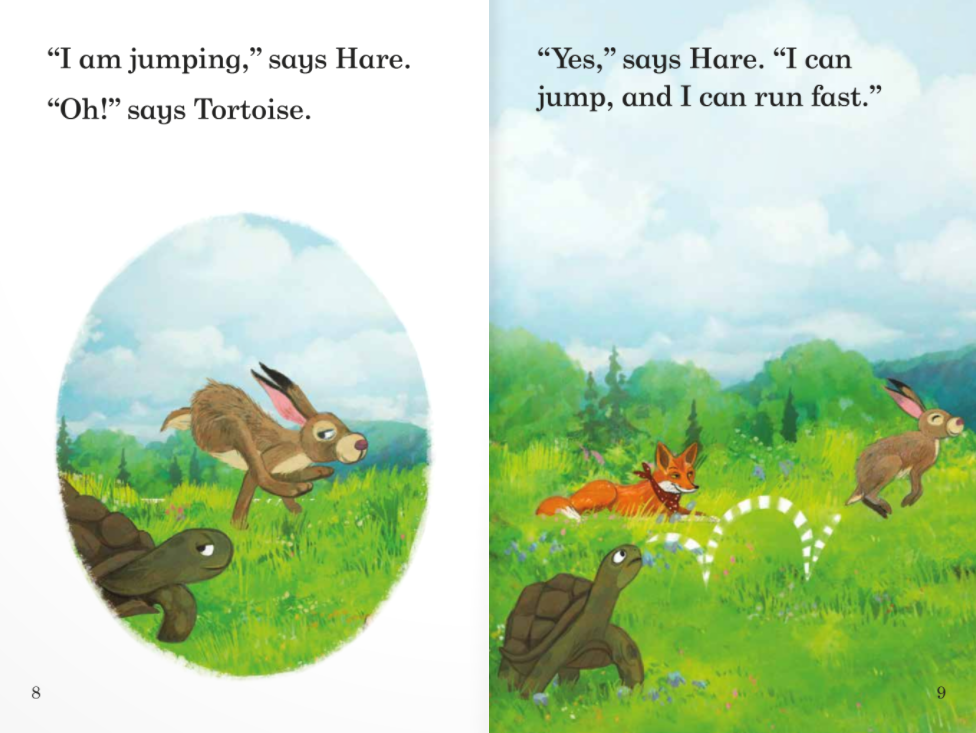 “I am jumping,” says Hare.
“Oh!” says Tortoise.
8
“Yes,” says Hare. “I can
jump, and I can run fast.”
9